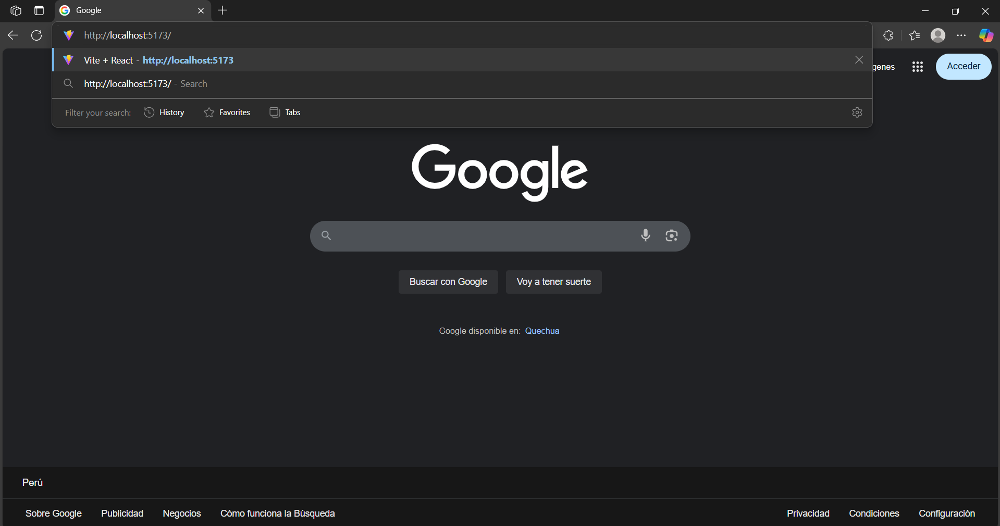 Google
http://localhost:5173/
Vite + React - http://localhost:5173
http://localhost:5173/ - Search
Filter your search: History Favorites Tabs
genes Acceder
Google
Buscar con Google Voy a tener suerte
Google disponible en: Quechua
Perú
Sobre Google Publicidad Negocios Cómo funciona la Búsqueda Privacidad Condiciones Configuración